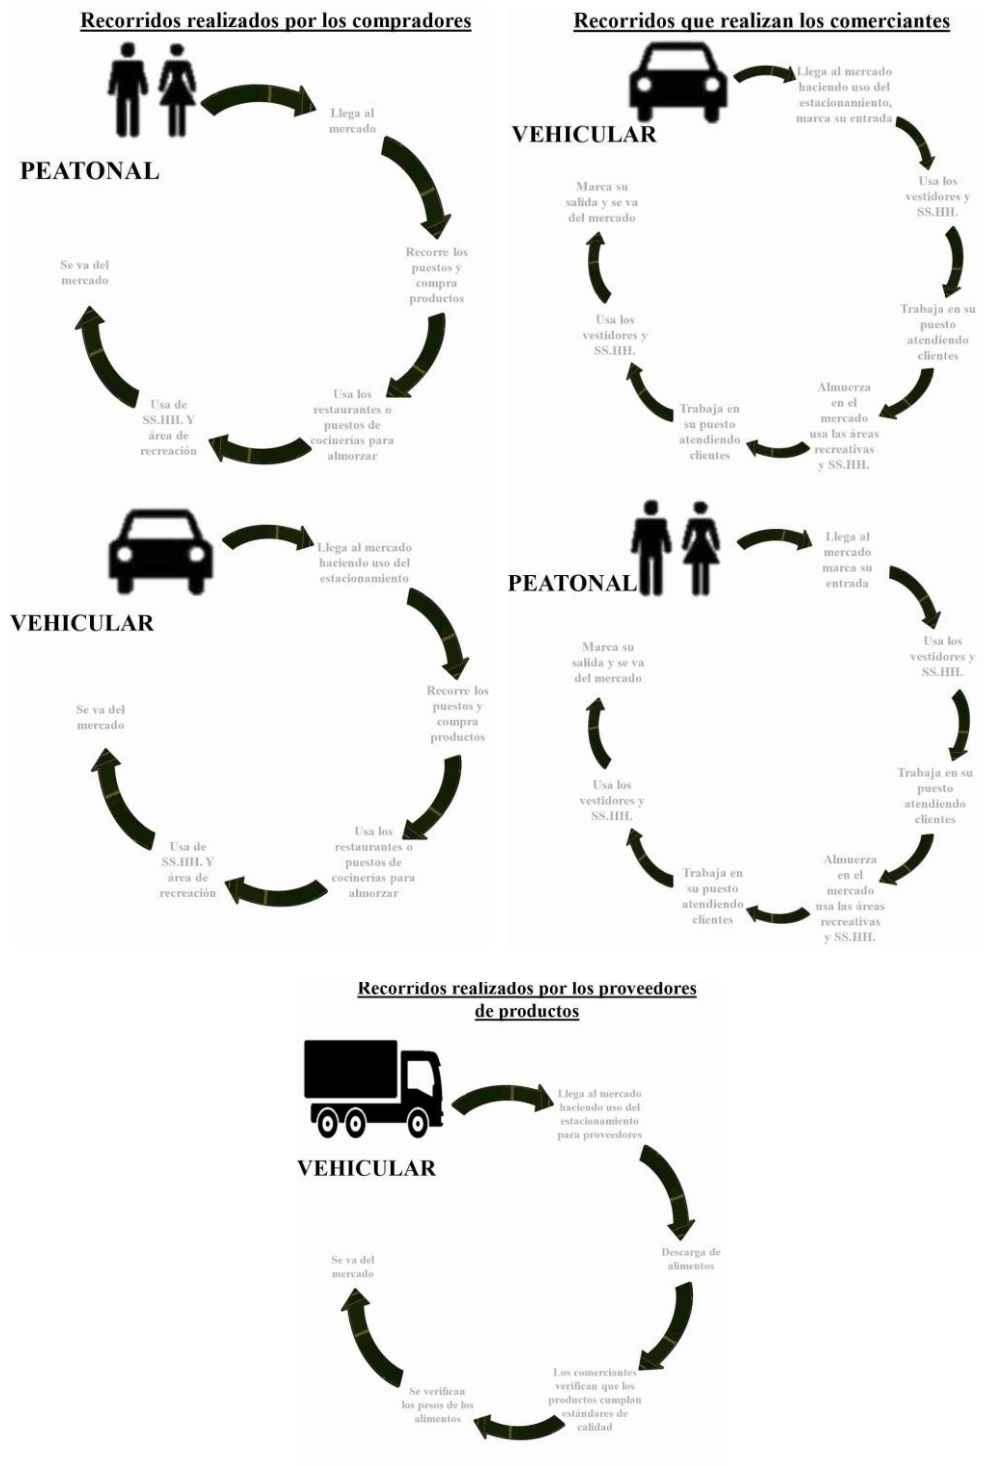 Recorridos realizados por los compradores
PEATONAL
Llega al
mercado
Recorre los
puestos y
compra
productos
Usa los
restaurantes o
puestos de
cocinerías para
almorzar
Usa de
SS.HH. Y
área de
recreación
Se va del
mercado
VEHICULAR
Llega al mercado
haciendo uso del
estacionamiento
Recorre los
puestos y
compra
productos
Usa los
restaurantes o
puestos de
cocinerías para
almorzar
Usa de
SS.HH. Y
área de
recreación
Se va del
mercado
Recorridos que realizan los comerciantes
VEHICULAR
Llega al mercado
haciendo uso del
estacionamiento,
marca su entrada
Usa los
vestidores y
SS.HH.
Trabaja en su
puesto
atendiendo
clientes
Almuerza
en el
mercado
usa las áreas
recreativas
y SS.HH.
Trabaja en
su puesto
atendiendo
clientes
Usa los
vestidores y
SS.HH.
Marca su
salida y se va
del mercado
PEATONAL
Llega al
mercado
marca su
entrada
Usa los
vestidores y
SS.HH.
Trabaja en su
puesto
atendiendo
clientes
Almuerza
en el
mercado
usa las áreas
recreativas
y SS.HH.
Trabaja en
su puesto
atendiendo
clientes
Usa los
vestidores y
SS.HH.
Marca su
salida y se va
del mercado
Recorridos realizados por los proveedores
de productos
VEHICULAR
Llega al mercado
haciendo uso del
estacionamiento
para proveedores
Descarga de
alimentos
Los comerciantes
verifican que los
productos cumplan
estándares de
calidad
Se verifican
los pesos de los
alimentos
Se va del
mercado